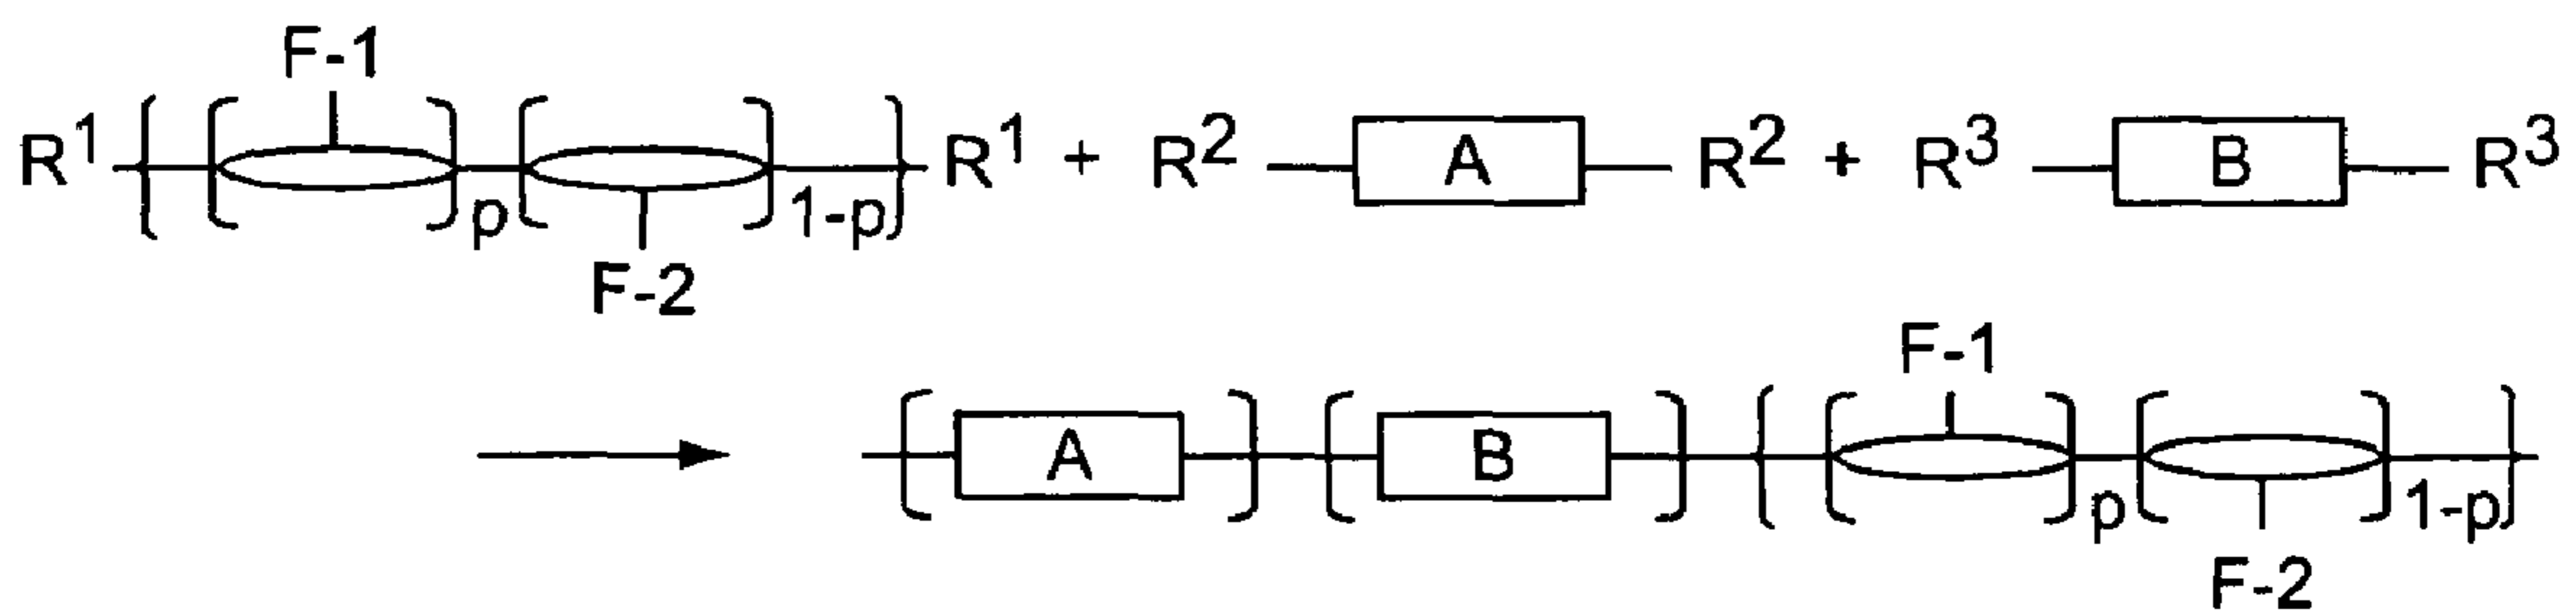 F-1
R¹ p 1-p R¹ + R² A R² + R³ B R³
F-2
F-1
A B p 1-p
F-2